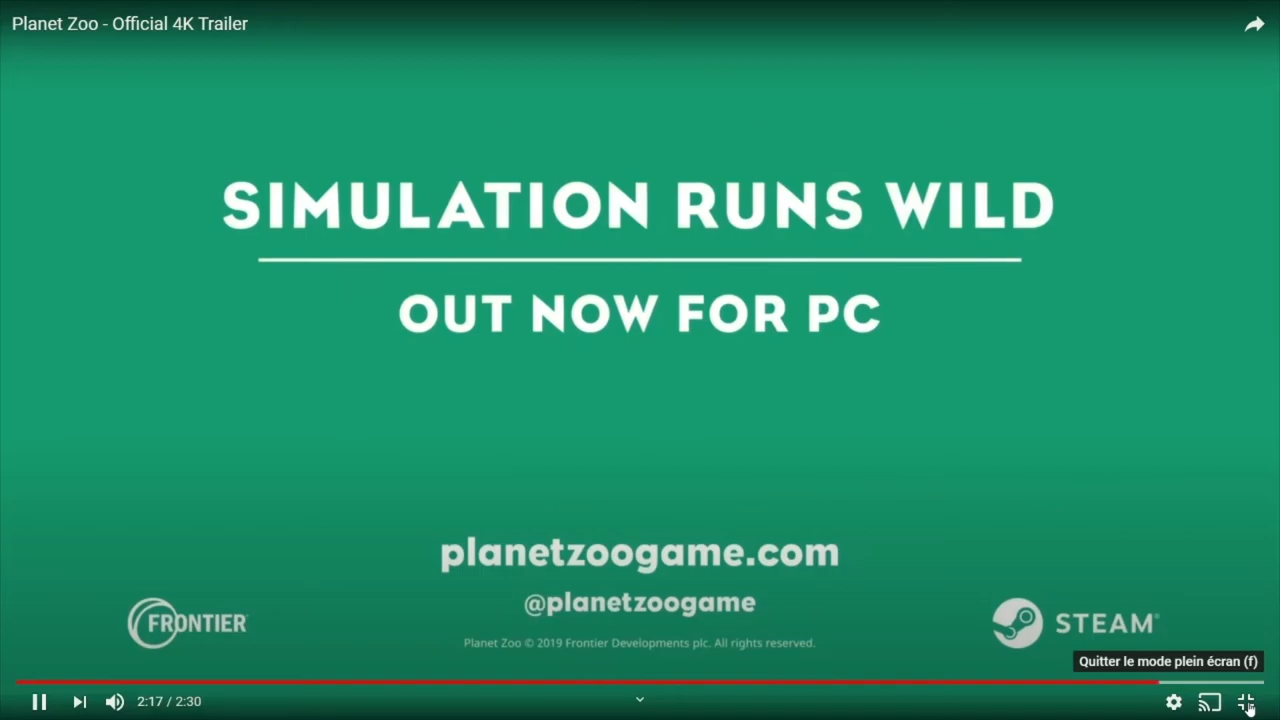 Planet Zoo - Official 4K Trailer
SIMULATION RUNS WILD
OUT NOW FOR PC
planetzoogame.com
@planetzoogame
FRONTIER
STEAM®
Planet Zoo © 2019 Frontier Developments plc. All rights reserved.
Quitter le mode plein écran (f)
2:17 / 2:30